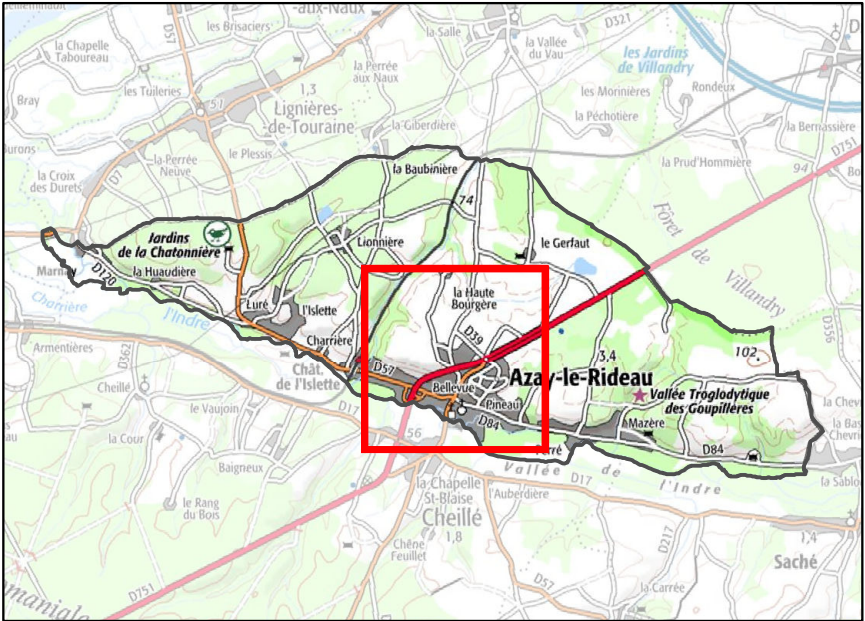 -aux-Naux
D321
les Brisaciers
D57
la Salle
la Chapelle
Taboureau
la Vallée
du Vau
les Jardins
de Villandry
la Perrée
aux Naux
les Tuileries
1,3
les Morinières
Rondeux
Bray
51
Lignières-
de-Touraine
la Péchotière
la Giberdière
la Bernassière
la Perrée
Neuve
le Plessis
D751
la Croix
des Durets
D7
la Baubinière
la Prud'Hommière
94
74
Forêt de Villandry
Jardins
de la Chatonnière
Lionnière
le Gerfaut
Marnay
D120
la Huaudière
la Haute
Bourgère
Charrière
l'Indre
Luré
l'Islette
D39
D356
Armentières
D362
Charrière
3,4
102
Chât.
de l'Islette
D57
Azay-le-Rideau
Cheillé
Bellevue
Vallée Troglodytique
des Goupillères
le Vaujoin
D17
Pineau
D84
Mazère
la Cour
56
D84
Baigneux
Vallée de l'Indre
D17
la Chapelle
St-Blaise
l'Auberdière
le Rang
du Bois
Cheillé
1,8
D217
1,4
Chêne
Feuillet
Saché
D751
D57
la Carrée